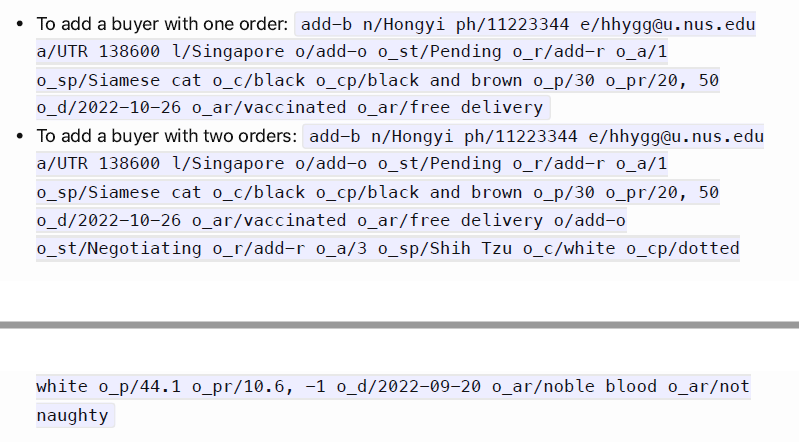 • To add a buyer with one order: add-b n/Hongyi ph/11223344 e/hhygg@u.nus.edu
a/UTR 138600 l/Singapore o/add-o o_st/Pending o_r/add-r o_a/1
o_sp/Siamese cat o_c/black o_cp/black and brown o_p/30 o_pr/20, 50
o_d/2022-10-26 o_ar/vaccinated o_ar/free delivery
• To add a buyer with two orders: add-b n/Hongyi ph/11223344 e/hhygg@u.nus.edu
a/UTR 138600 l/Singapore o/add-o o_st/Pending o_r/add-r o_a/1
o_sp/Siamese cat o_c/black o_cp/black and brown o_p/30 o_pr/20, 50
o_d/2022-10-26 o_ar/vaccinated o_ar/free delivery o/add-o
o_st/Negotiating o_r/add-r o_a/3 o_sp/Shih Tzu o_c/white o_cp/dotted
white o_p/44.1 o_pr/10.6, -1 o_d/2022-09-20 o_ar/noble blood o_ar/not
naughty